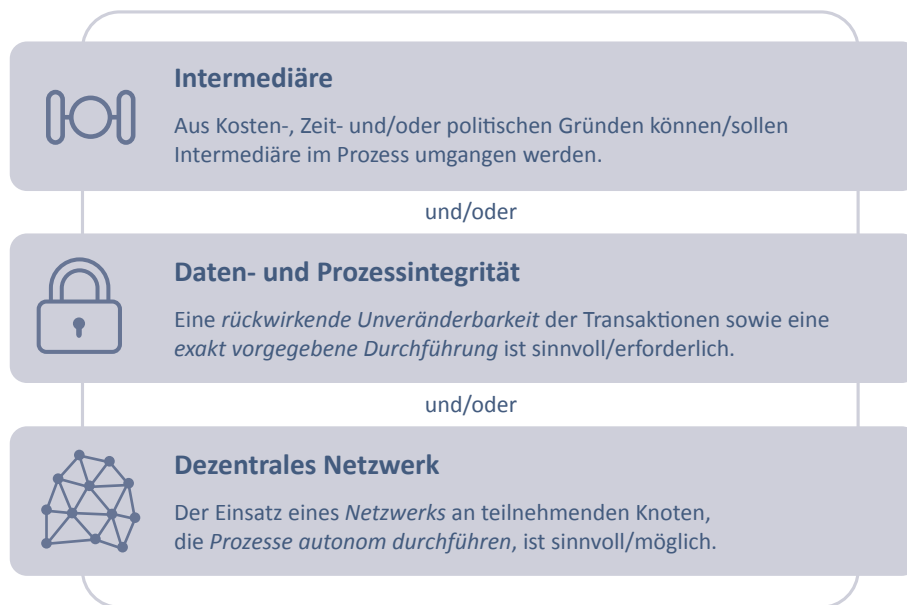 Intermediäre
Aus Kosten-, Zeit- und/oder politischen Gründen können/sollen
Intermediäre im Prozess umgangen werden.
und/oder
Daten- und Prozessintegrität
Eine rückwirkende Unveränderbarkeit der Transaktionen sowie eine
exakt vorgegebene Durchführung ist sinnvoll/erforderlich.
und/oder
Dezentrales Netzwerk
Der Einsatz eines Netzwerks an teilnehmenden Knoten,
die Prozesse autonom durchführen, ist sinnvoll/möglich.